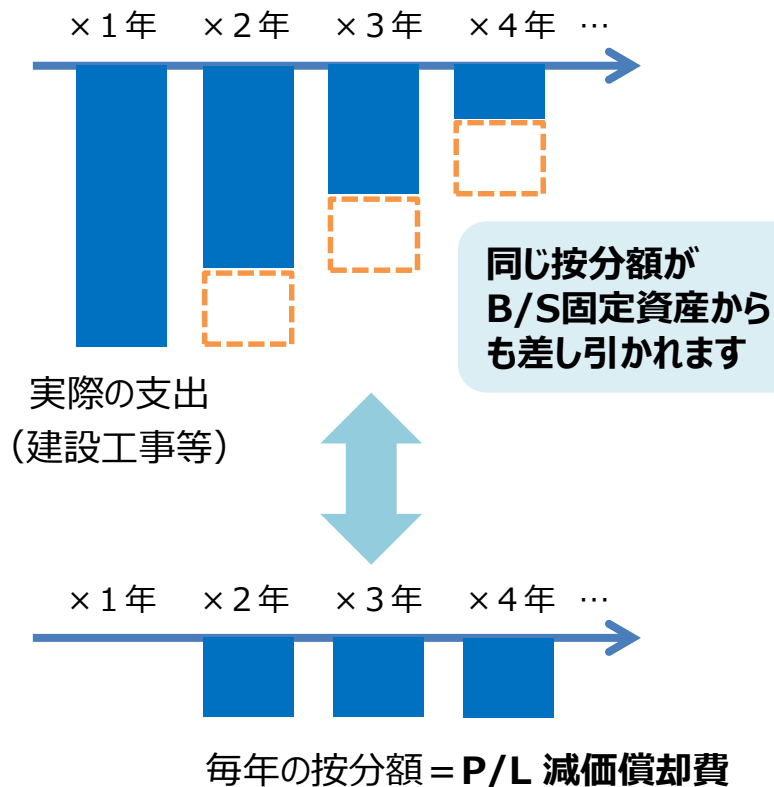 ×１年 ×２年 ×３年 ×４年 …
同じ按分額が
B/S固定資産から
も差し引かれます
実際の支出
（建設工事等）
×１年 ×２年 ×３年 ×４年 …
毎年の按分額＝P/L 減価償却費